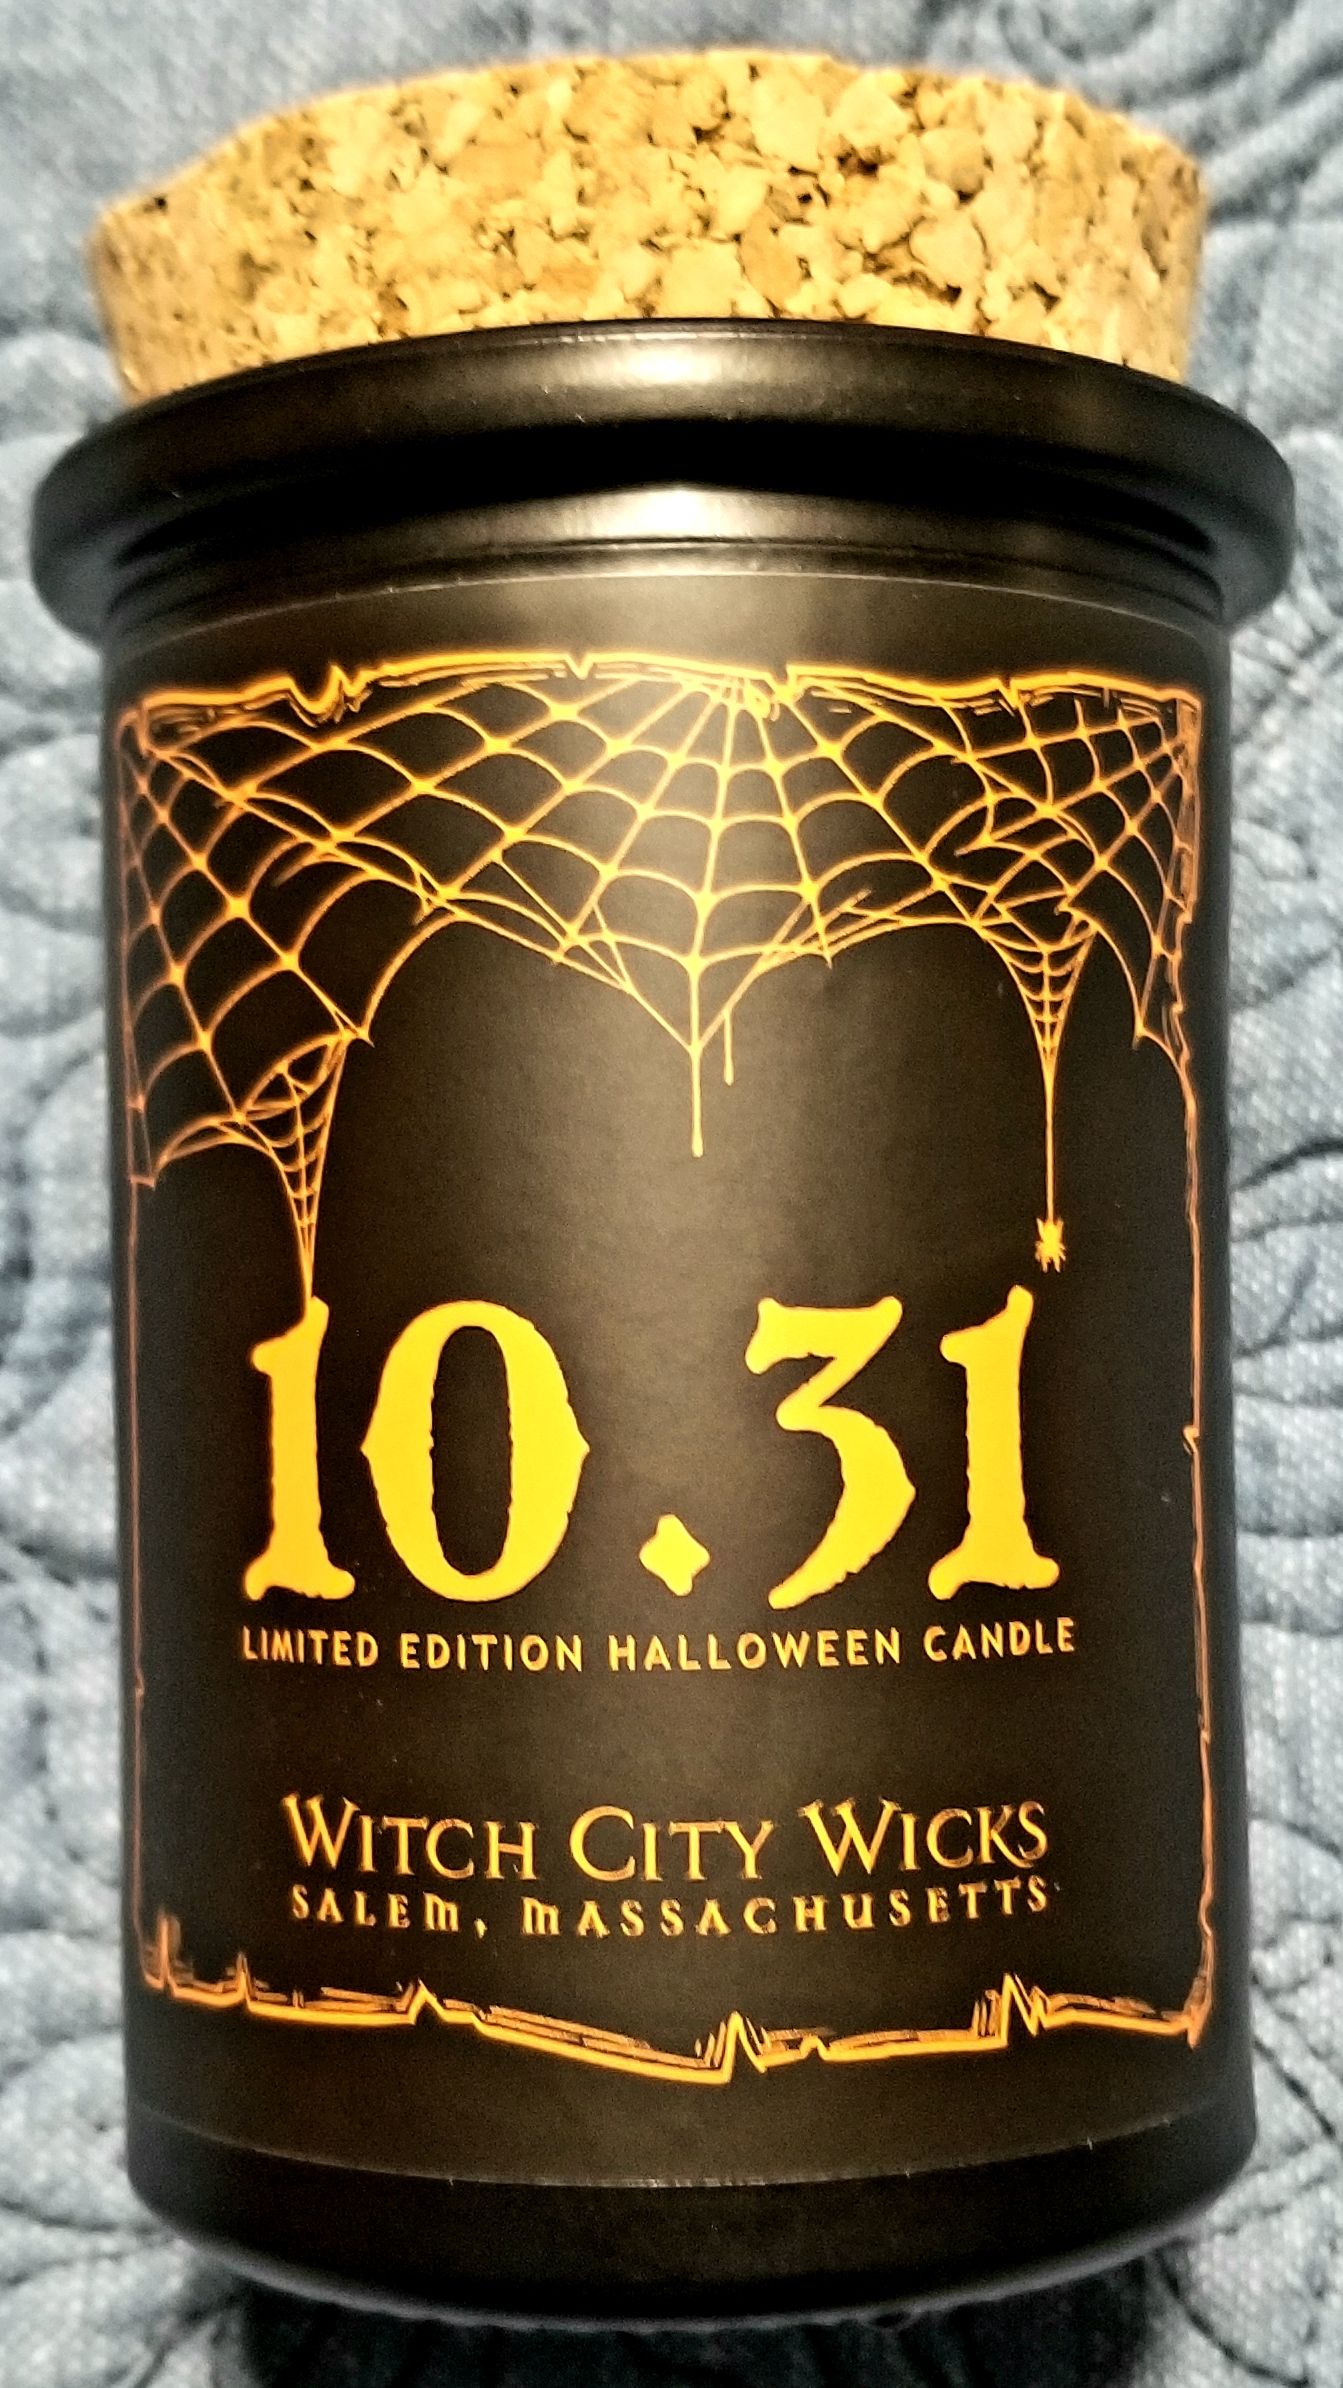 10.31
LIMITED EDITION HALLOWEEN CANDLE
WITCH CITY WICKS
SALEM, MASSACHUSETTS